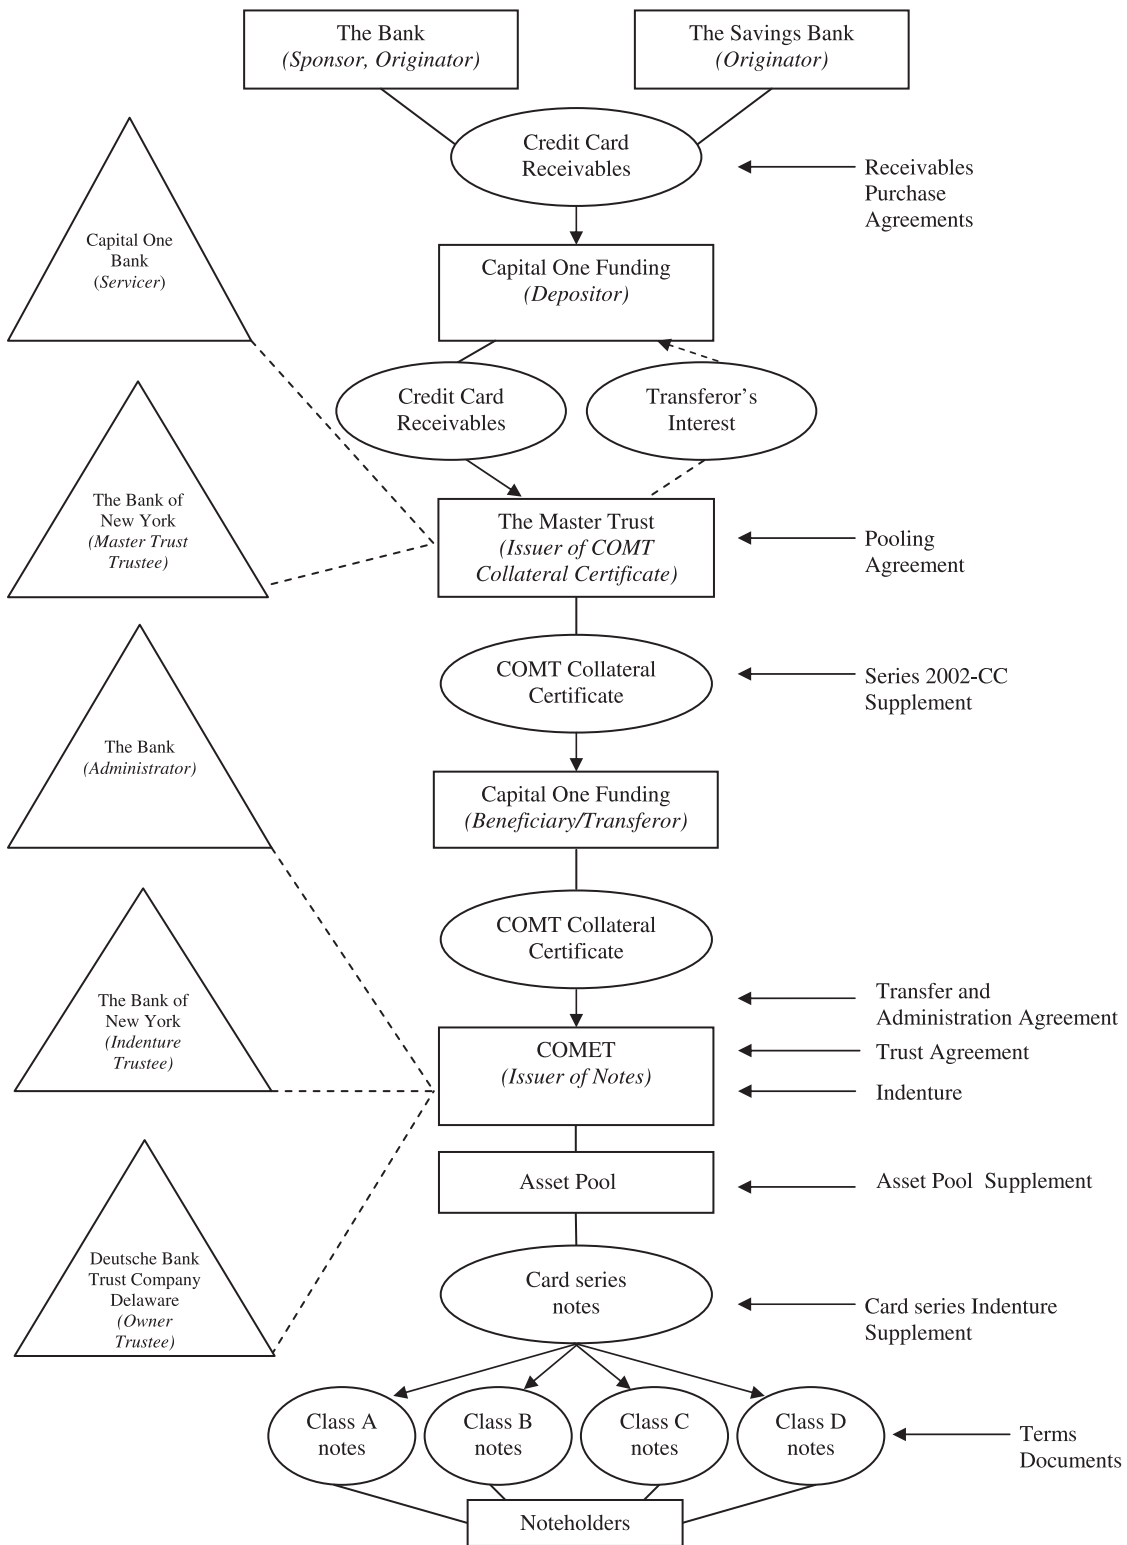 The Bank
(Sponsor, Originator)
The Savings Bank
(Originator)
Credit Card
Receivables
Receivables
Purchase
Agreements
Capital One
Bank
(Servicer)
Capital One Funding
(Depositor)
Credit Card
Receivables
Transferor's
Interest
The Bank of
New York
(Master Trust
Trustee)
The Master Trust
(Issuer of COMT
Collateral Certificate)
Pooling
Agreement
COMT Collateral
Certificate
Series 2002-CC
Supplement
The Bank
(Administrator)
Capital One Funding
(Beneficiary/Transferor)
COMT Collateral
Certificate
The Bank of
New York
(Indenture
Trustee)
Transfer and
Administration Agreement
COMET
(Issuer of Notes)
Trust Agreement
Indenture
Asset Pool
Asset Pool Supplement
Deutsche Bank
Trust Company
Delaware
(Owner
Trustee)
Card series
notes
Card series Indenture
Supplement
Class A
notes
Class B
notes
Class C
notes
Class D
notes
Terms
Documents
Noteholders